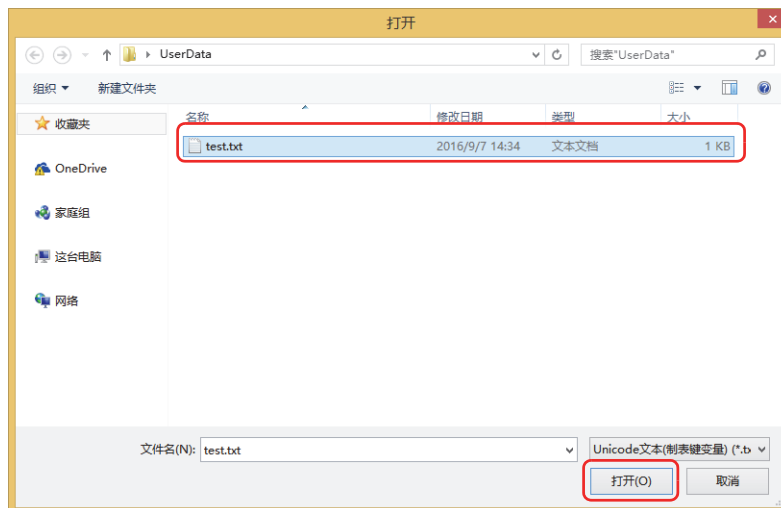 打开
UserData
搜索"UserData"
组织 新建文件夹
名称 修改日期 类型 大小
收藏夹
test.txt 2016/9/7 14:34 文本文档 1 KB
OneDrive
家庭组
这台电脑
网络
文件名(N): test.txt Unicode文本(制表键变量) (*.tx
打开(O) 取消